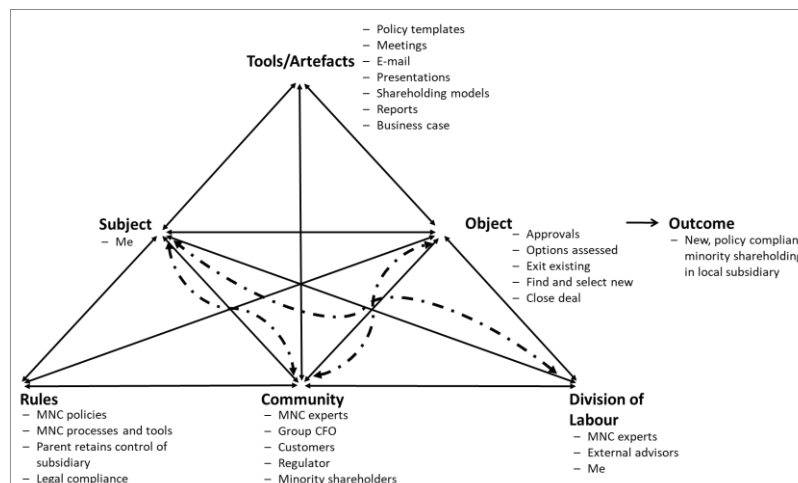 Tools/Artefacts
– Policy templates
– Meetings
– E-mail
– Presentations
– Shareholding models
– Reports
– Business case
Subject
– Me
Object
– Approvals
– Options assessed
– Exit existing
– Find and select new
– Close deal
Outcome
– New, policy complian
minority shareholding
in local subsidiary
Rules
– MNC policies
– MNC processes and tools
– Parent retains control of
subsidiary
– Legal compliance
Community
– MNC experts
– Group CFO
– Customers
– Regulator
– Minority shareholders
Division of
Labour
– MNC experts
– External advisors
– Me